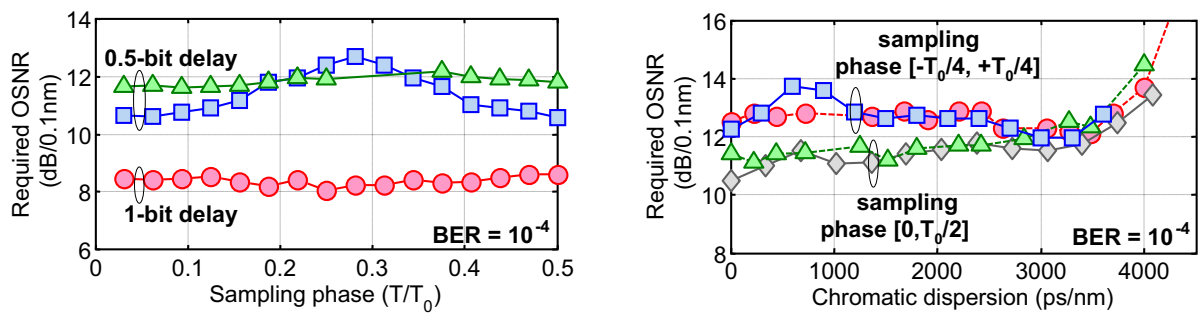 Required OSNR
(dB/0.1nm)
14
12
10
8
6
0.5-bit delay
1-bit delay
BER = 10⁻⁴
0 0.1 0.2 0.3 0.4 0.5
Sampling phase (T/T₀)
Required OSNR
(dB/0.1nm)
16
14
12
10
8
sampling
phase [-T₀/4, +T₀/4]
sampling
phase [0,T₀/2]
BER = 10⁻⁴
0 1000 2000 3000 4000
Chromatic dispersion (ps/nm)